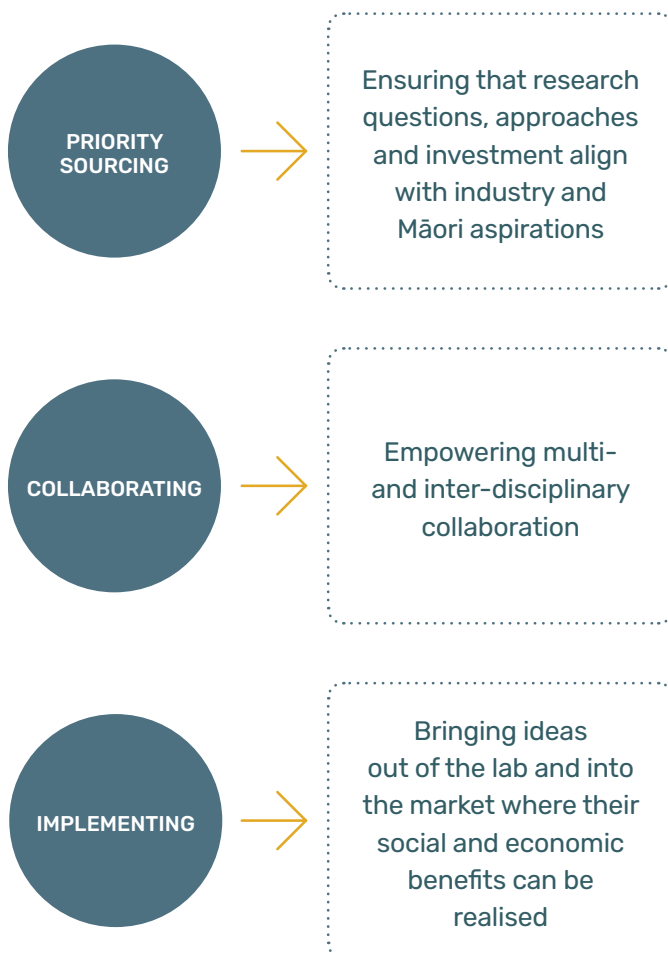 PRIORITY
SOURCING
Ensuring that research
questions, approaches
and investment align
with industry and
Māori aspirations
COLLABORATING
Empowering multi-
and inter-disciplinary
collaboration
IMPLEMENTING
Bringing ideas
out of the lab and into
the market where their
social and economic
benefits can be
realised